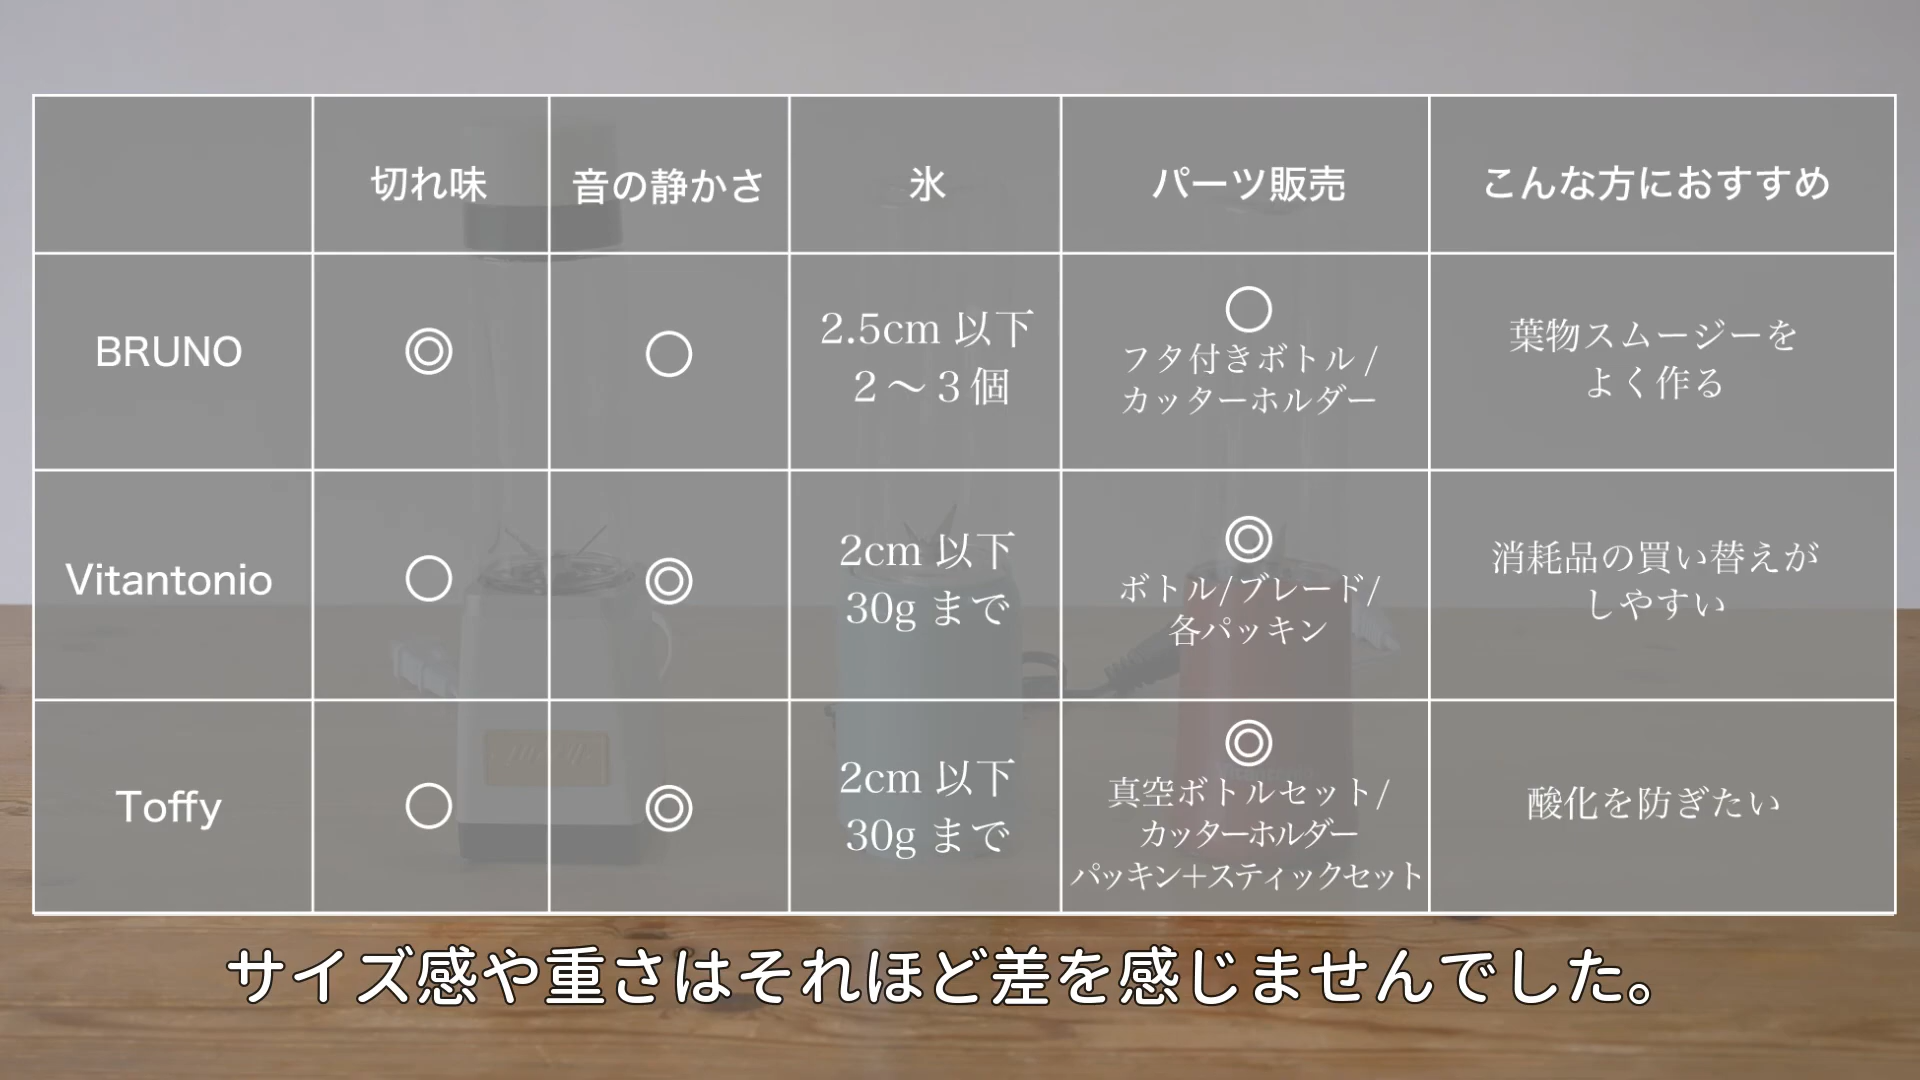 切れ味 音の静かさ 氷 パーツ販売 こんな方におすすめ
BRUNO
◎
○
2.5cm 以下
2～3個
○
フタ付きボトル/
カッターホルダー
葉物スムージーを
よく作る
Vitantonio
○
◎
2cm 以下
30g まで
◎
ボトル/ブレード/
各パッキン
消耗品の買い替えが
しやすい
Toffy
○
◎
2cm 以下
30g まで
◎
真空ボトルセット/
カッターホルダー
パッキン+スティックセット
酸化を防ぎたい
サイズ感や重さはそれほど差を感じませんでした。